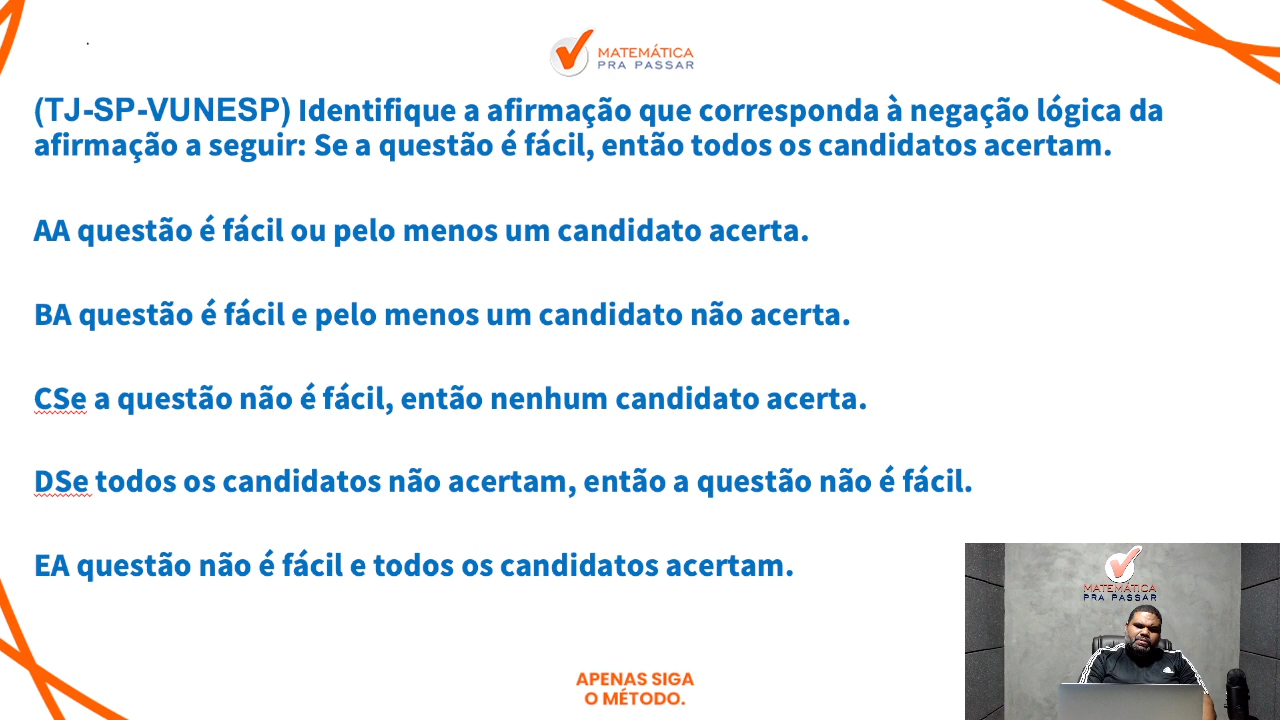 MATEMÁTICA
PRA PASSAR
(TJ-SP-VUNESP) Identifique a afirmação que corresponda à negação lógica da
afirmação a seguir: Se a questão é fácil, então todos os candidatos acertam.
AA questão é fácil ou pelo menos um candidato acerta.
BA questão é fácil e pelo menos um candidato não acerta.
CSe a questão não é fácil, então nenhum candidato acerta.
DSe todos os candidatos não acertam, então a questão não é fácil.
EA questão não é fácil e todos os candidatos acertam.
MATEMÁTICA
PRA PASSAR
APENAS SIGA
O MÉTODO.